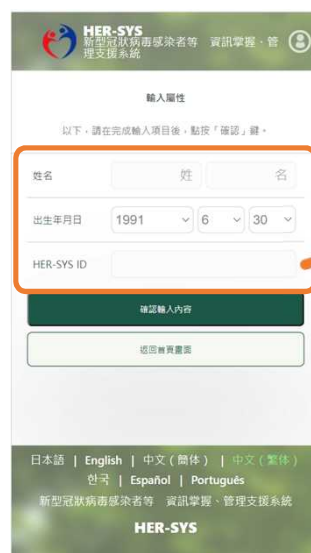 HER-SYS
新型冠狀病毒感染者等 資訊掌握・管
理支援系統
輸入屬性
以下，請在完成輸入項目後，點按「確認」鍵。
姓名 姓 名
出生年月日 1991 6 30
HER-SYS ID
確認輸入內容
返回首頁畫面
日本語 | English | 中文 ( 簡体 ) | 中文 ( 繁体 )
한국 | Español | Português
新型冠狀病毒感染者等 資訊掌握・管理支援系統
HER-SYS